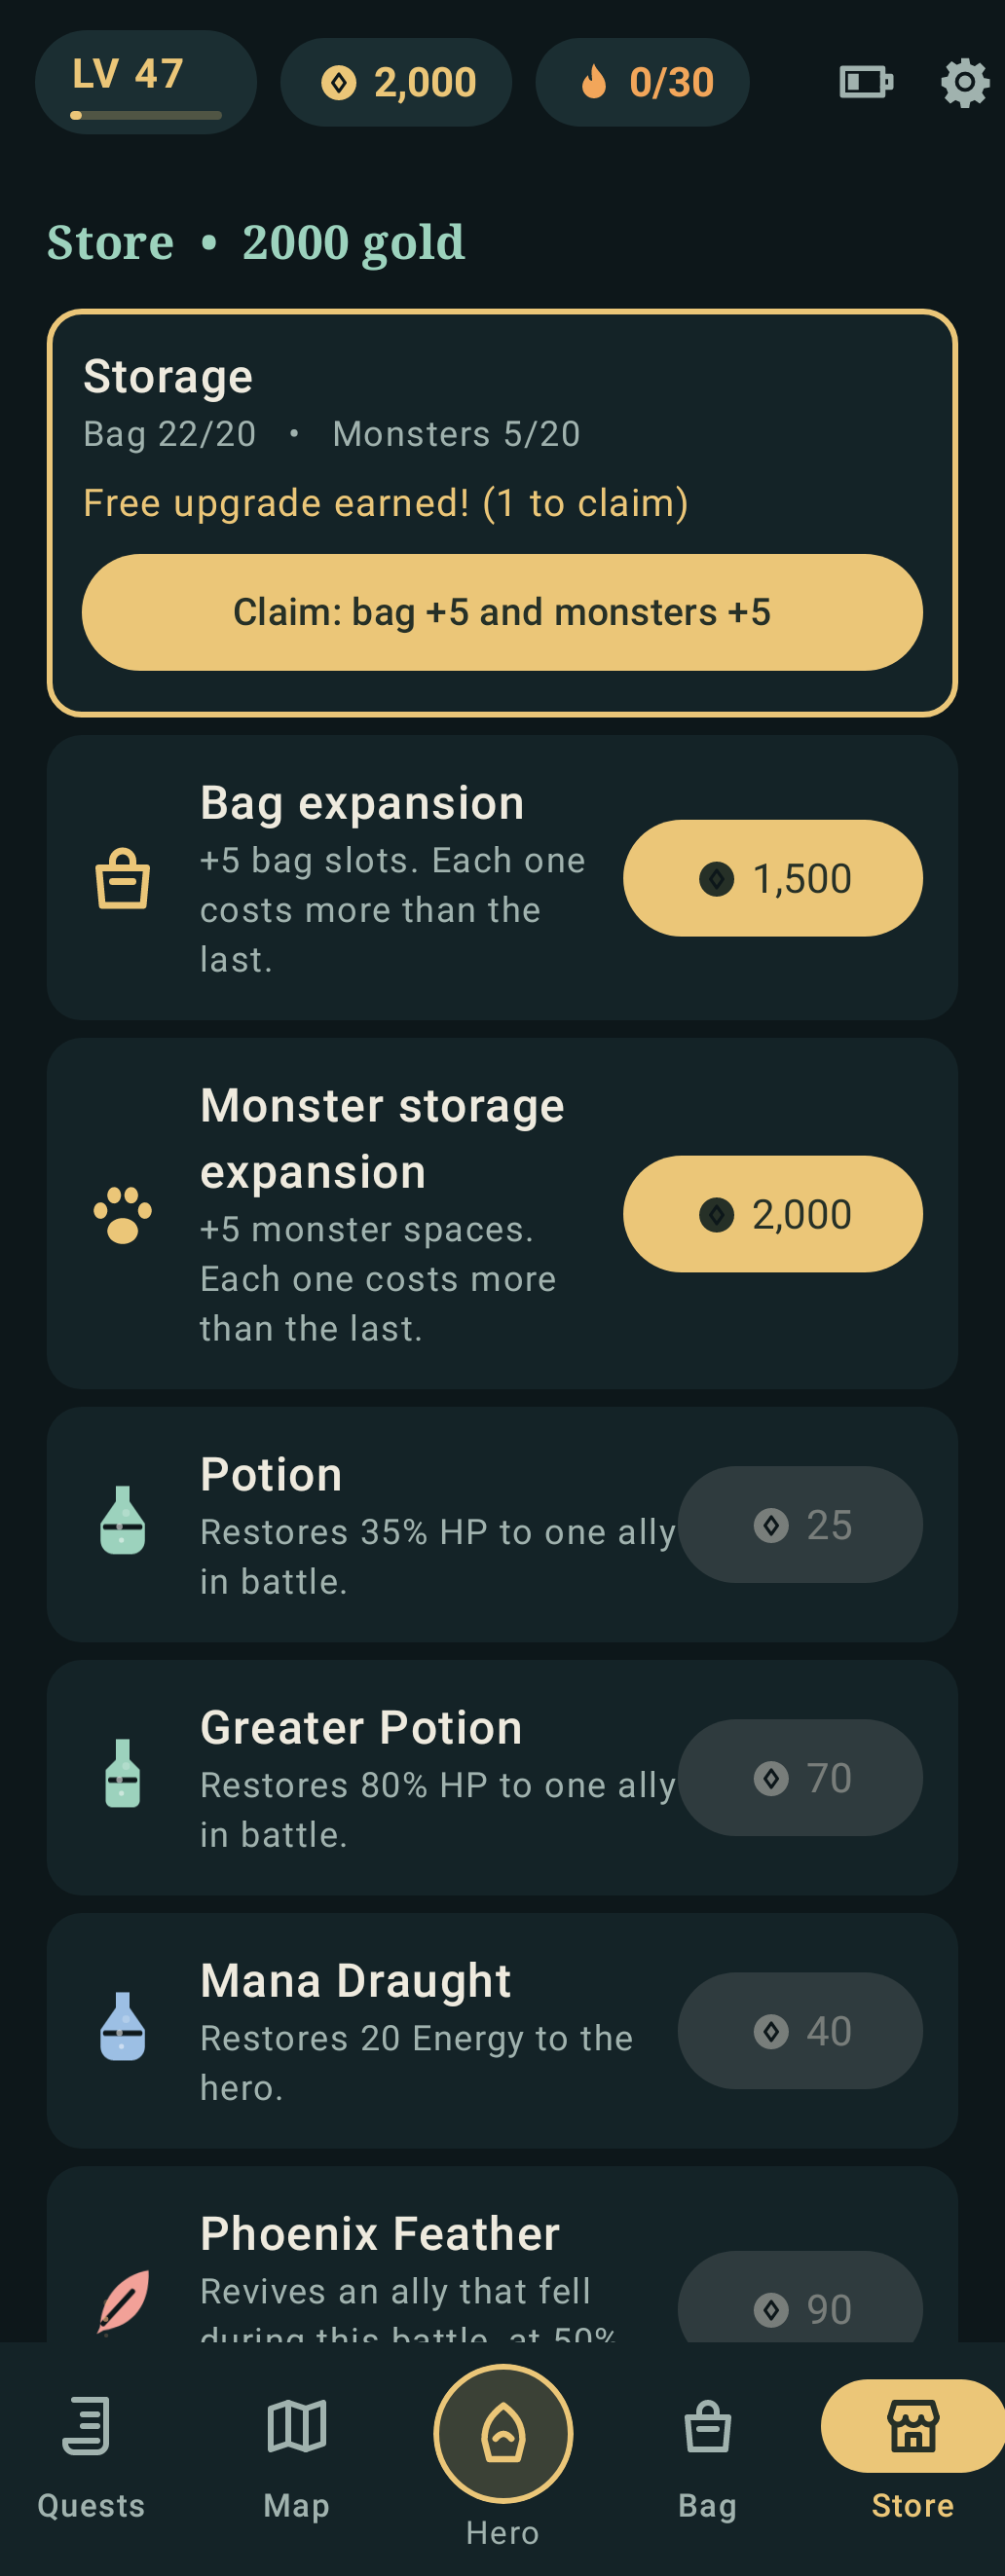 LV 47
2,000
0/30
Store • 2000 gold
Storage
Bag 22/20 • Monsters 5/20
Free upgrade earned! (1 to claim)
Claim: bag +5 and monsters +5
Bag expansion
+5 bag slots. Each one
costs more than the
last.
1,500
Monster storage
expansion
+5 monster spaces.
Each one costs more
than the last.
2,000
Potion
Restores 35% HP to one ally
in battle.
25
Greater Potion
Restores 80% HP to one ally
in battle.
70
Mana Draught
Restores 20 Energy to the
hero.
40
Phoenix Feather
Revives an ally that fell
during this battle, at 50%
90
Quests
Map
Hero
Bag
Store